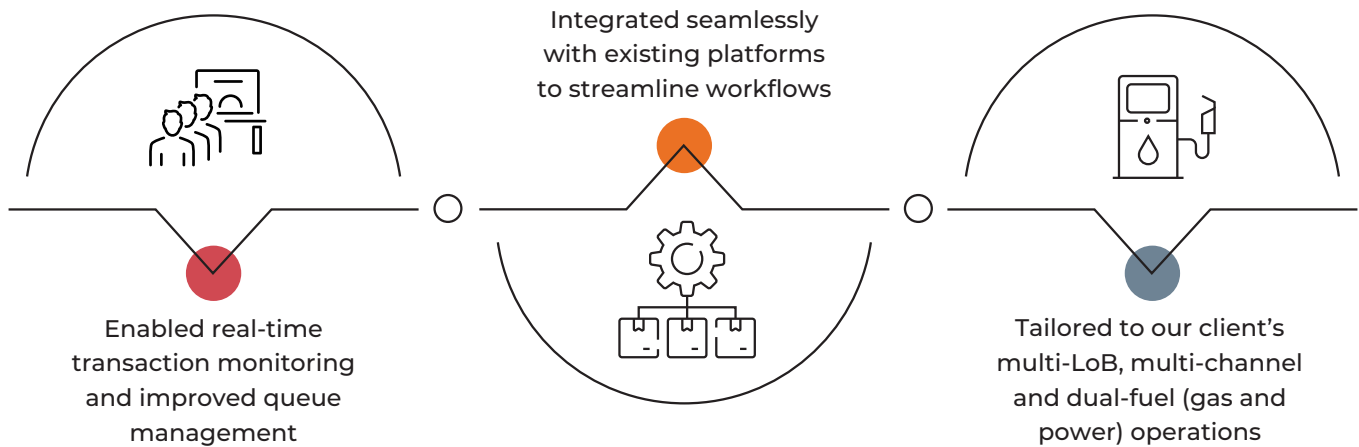 Enabled real-time
transaction monitoring
and improved queue
management
Integrated seamlessly
with existing platforms
to streamline workflows
Tailored to our client’s
multi-LoB, multi-channel
and dual-fuel (gas and
power) operations